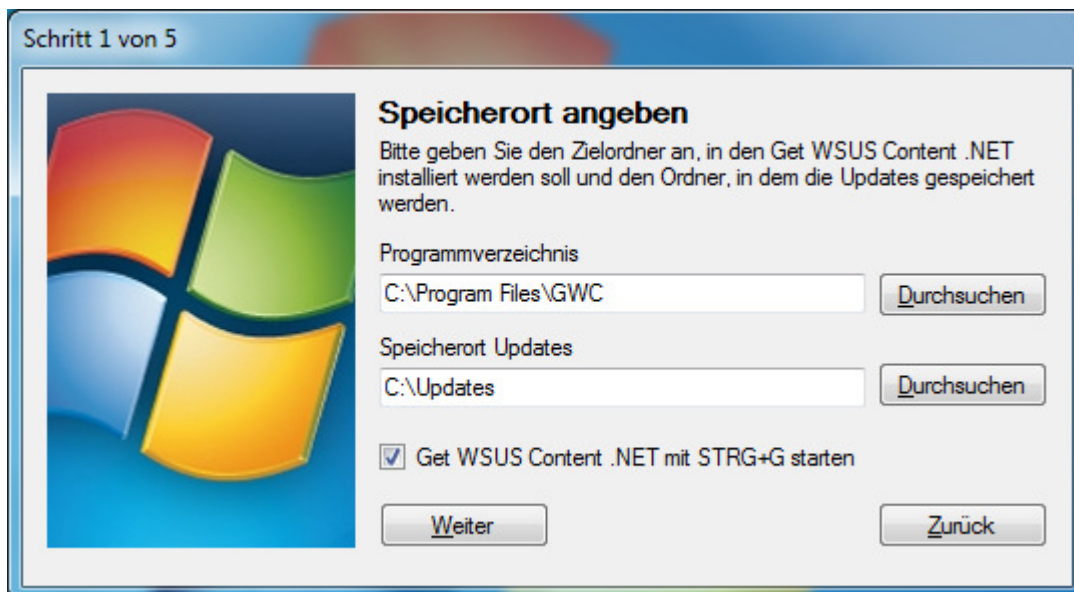 Schritt 1 von 5
Speicherort angeben
Bitte geben Sie den Zielordner an, in den Get WSUS Content .NET
installiert werden soll und den Ordner, in dem die Updates gespeichert
werden.
Programmverzeichnis
C:\Program Files\GWC
Durchsuchen
Speicherort Updates
C:\Updates
Durchsuchen
Get WSUS Content .NET mit STRG+G starten
Weiter
Zurück